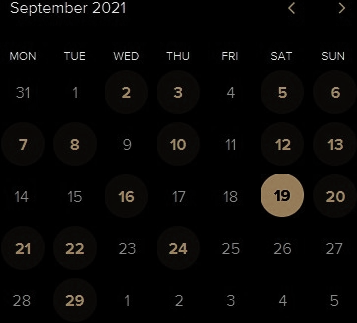 September 2021
MON TUE WED THU FRI SAT SUN
31 1 2 3 4 5 6
7 8 9 10 11 12 13
14 15 16 17 18 19 20
21 22 23 24 25 26 27
28 29 1 2 3 4 5